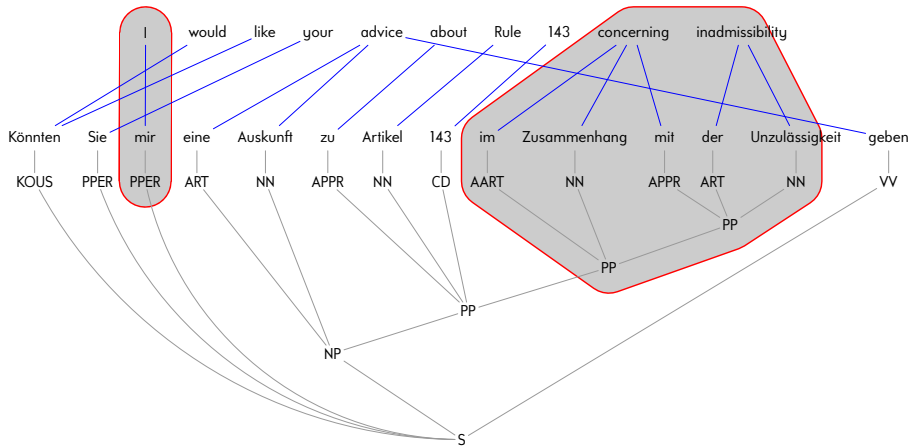 I would like your advice about Rule 143 concerning inadmissibility
Könnten Sie mir eine Auskunft zu Artikel 143 im Zusammenhang mit der Unzulässigkeit geben
KOUS PPER PPER ART NN APPR NN CD AART NN APPR ART NN VV
PP
PP
PP
NP
S